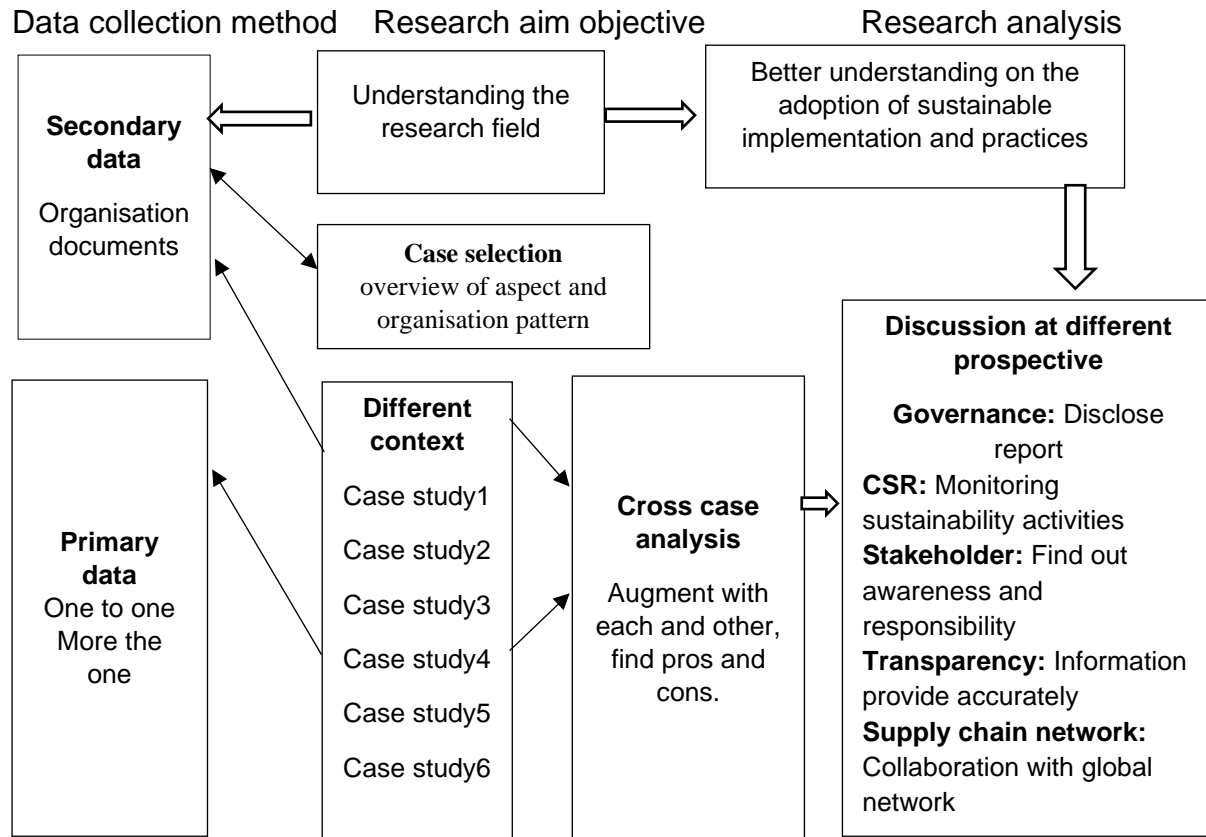 Data collection method
Research aim objective
Research analysis
Secondary
data
Organisation
documents
Understanding the
research field
Better understanding on the
adoption of sustainable
implementation and practices
Case selection
overview of aspect and
organisation pattern
Primary
data
One to one
More the
one
Different
context
Case study1
Case study2
Case study3
Case study4
Case study5
Case study6
Cross case
analysis
Augment with
each and other,
find pros and
cons.
Discussion at different
prospective
Governance: Disclose
report
CSR: Monitoring
sustainability activities
Stakeholder: Find out
awareness and
responsibility
Transparency: Information
provide accurately
Supply chain network:
Collaboration with global
network